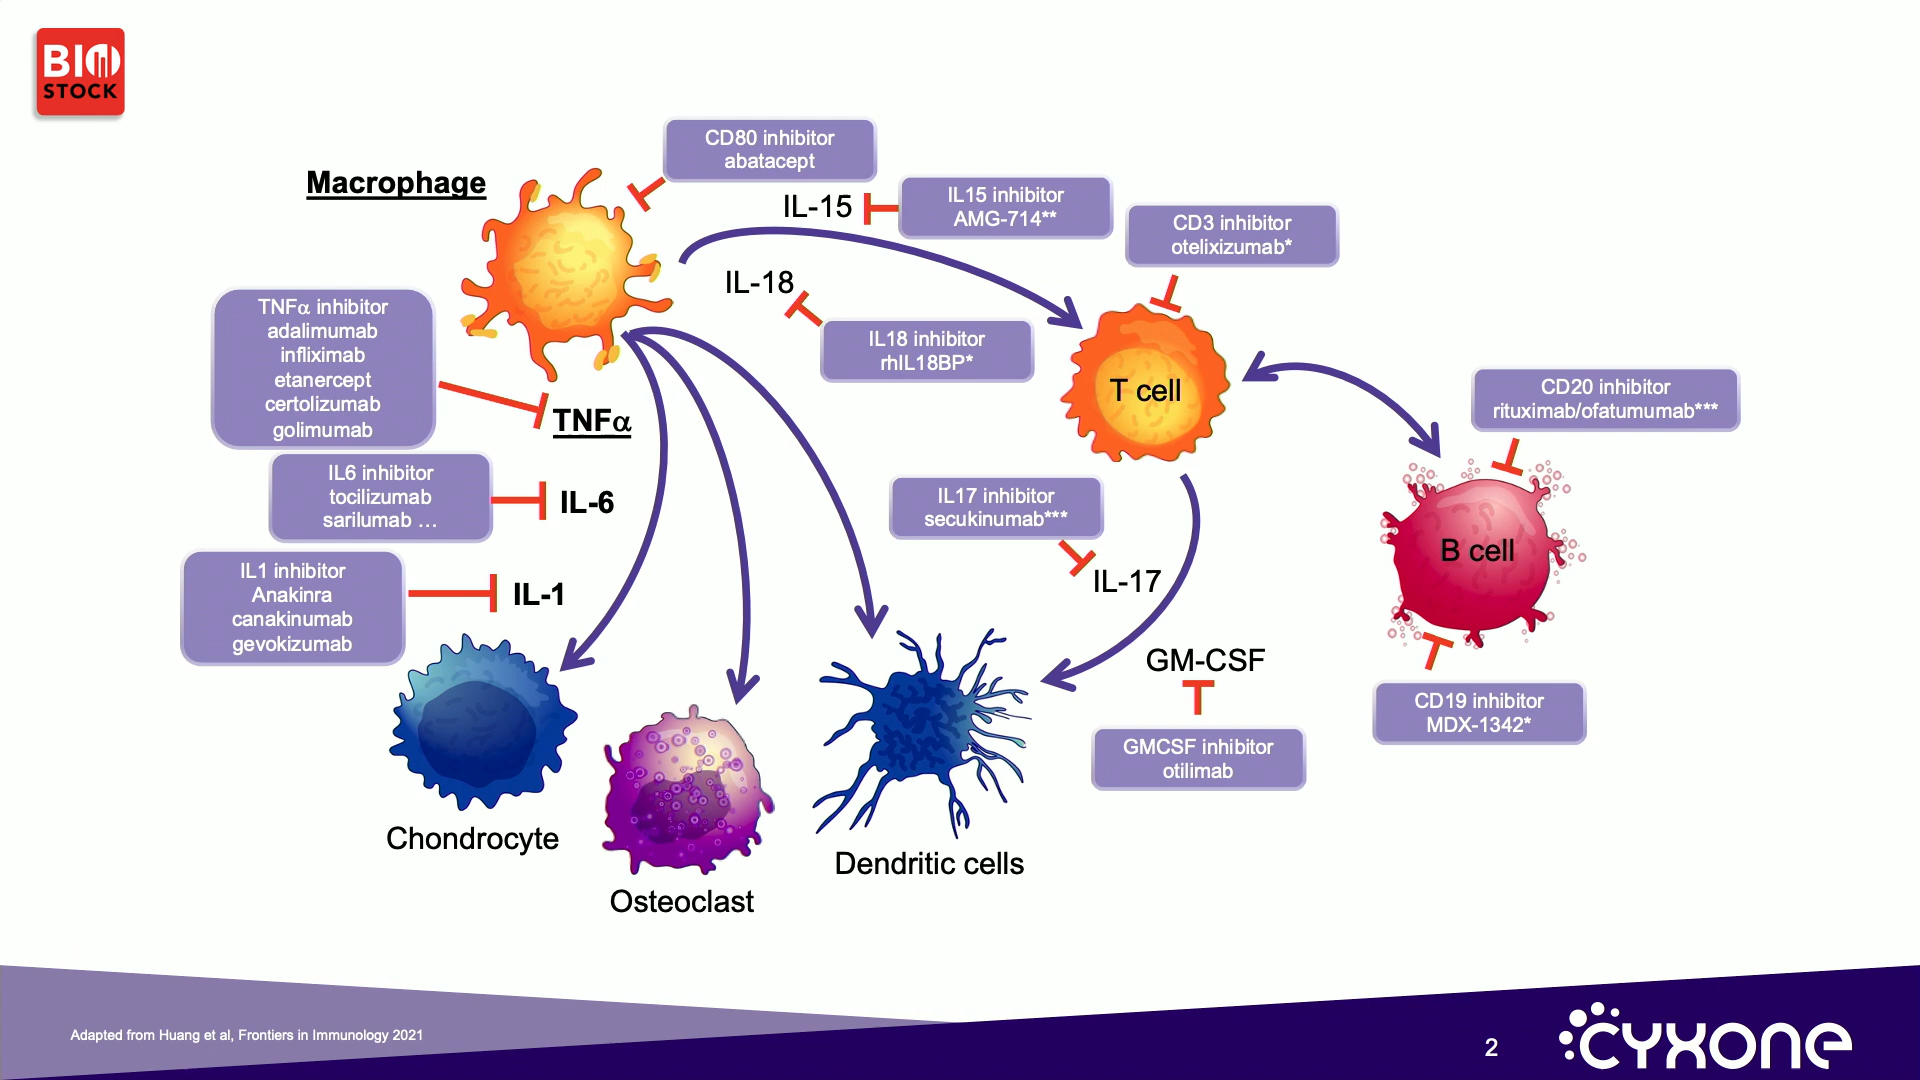 BIO
STOCK
CD80 inhibitor
abatacept
Macrophage
IL-15
IL15 inhibitor
AMG-714**
CD3 inhibitor
otelixizumab*
IL-18
IL18 inhibitor
rhIL18BP*
TNFα inhibitor
adalimumab
infliximab
etanercept
certolizumab
golimumab
TNFα
T cell
CD20 inhibitor
rituximab/ofatumumab***
IL6 inhibitor
tocilizumab
sarilumab …
IL-6
IL17 inhibitor
secukinumab***
IL-17
B cell
IL1 inhibitor
Anakinra
canakinumab
gevokizumab
IL-1
GM-CSF
GMCSF inhibitor
otilimab
CD19 inhibitor
MDX-1342*
Chondrocyte
Osteoclast
Dendritic cells
Adapted from Huang et al, Frontiers in Immunology 2021
2
cyxone